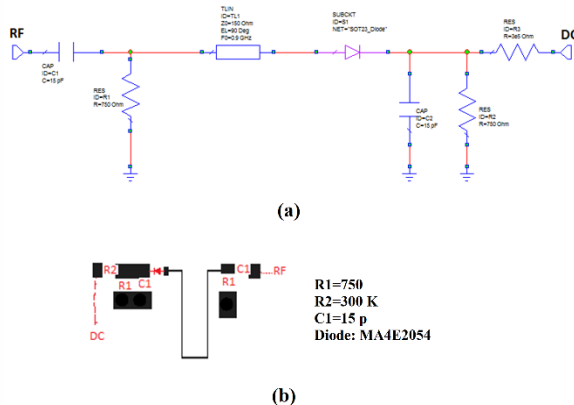 RF
CAP
ID=C1
C=15 pF
RES
ID=R1
R=750 Ohm
TLIN
ID=TL1
Z0=150 Ohm
EL=90 Deg
F0=0.9 GHz
SUBCKT
ID=S1
NET="SOT23_Diode"
CAP
ID=C2
C=15 pF
RES
ID=R2
R=750 Ohm
RES
ID=R3
R=3e5 Ohm
DC
(a)
R2
R1 C1
DC
C1 RF
R1
R1=750
R2=300 K
C1=15 p
Diode: MA4E2054
(b)